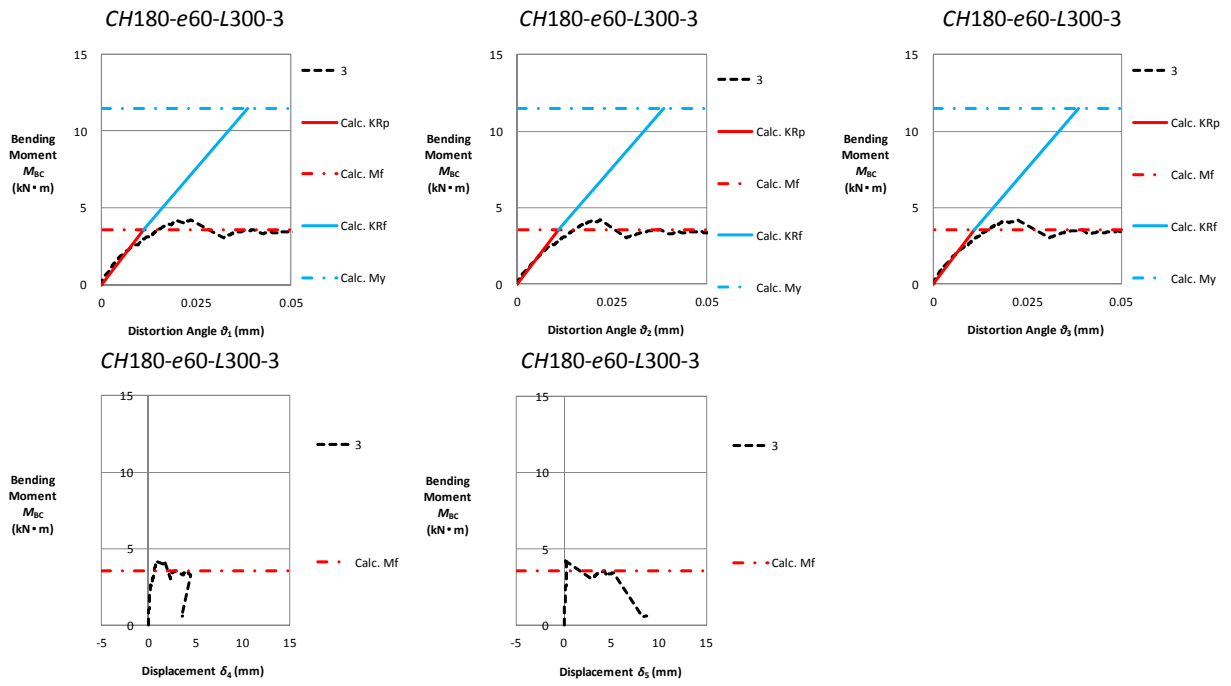 CH180-e60-L300-3
15
10
5
0
0
0.025
0.05
Bending
Moment
MBC
(kN・m)
Distortion Angle ϑ1 (mm)
3
Calc. KRp
Calc. Mf
Calc. KRf
Calc. My
CH180-e60-L300-3
15
10
5
0
0
0.025
0.05
Bending
Moment
MBC
(kN・m)
Distortion Angle ϑ2 (mm)
3
Calc. KRp
Calc. Mf
Calc. KRf
Calc. My
CH180-e60-L300-3
15
10
5
0
0
0.025
0.05
Bending
Moment
MBC
(kN・m)
Distortion Angle ϑ3 (mm)
3
Calc. KRp
Calc. Mf
Calc. KRf
Calc. My
CH180-e60-L300-3
15
10
5
0
-5
0
5
10
15
Bending
Moment
MBC
(kN・m)
Displacement δ4 (mm)
3
Calc. Mf
CH180-e60-L300-3
15
10
5
0
-5
0
5
10
15
Bending
Moment
MBC
(kN・m)
Displacement δ5 (mm)
3
Calc. Mf